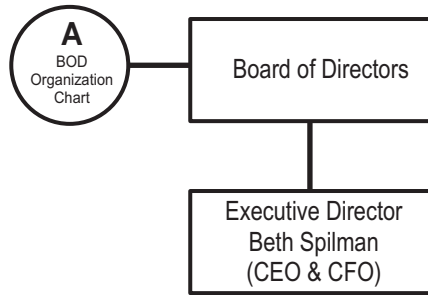 A
BOD
Organization
Chart
Board of Directors
Executive Director
Beth Spilman
(CEO & CFO)